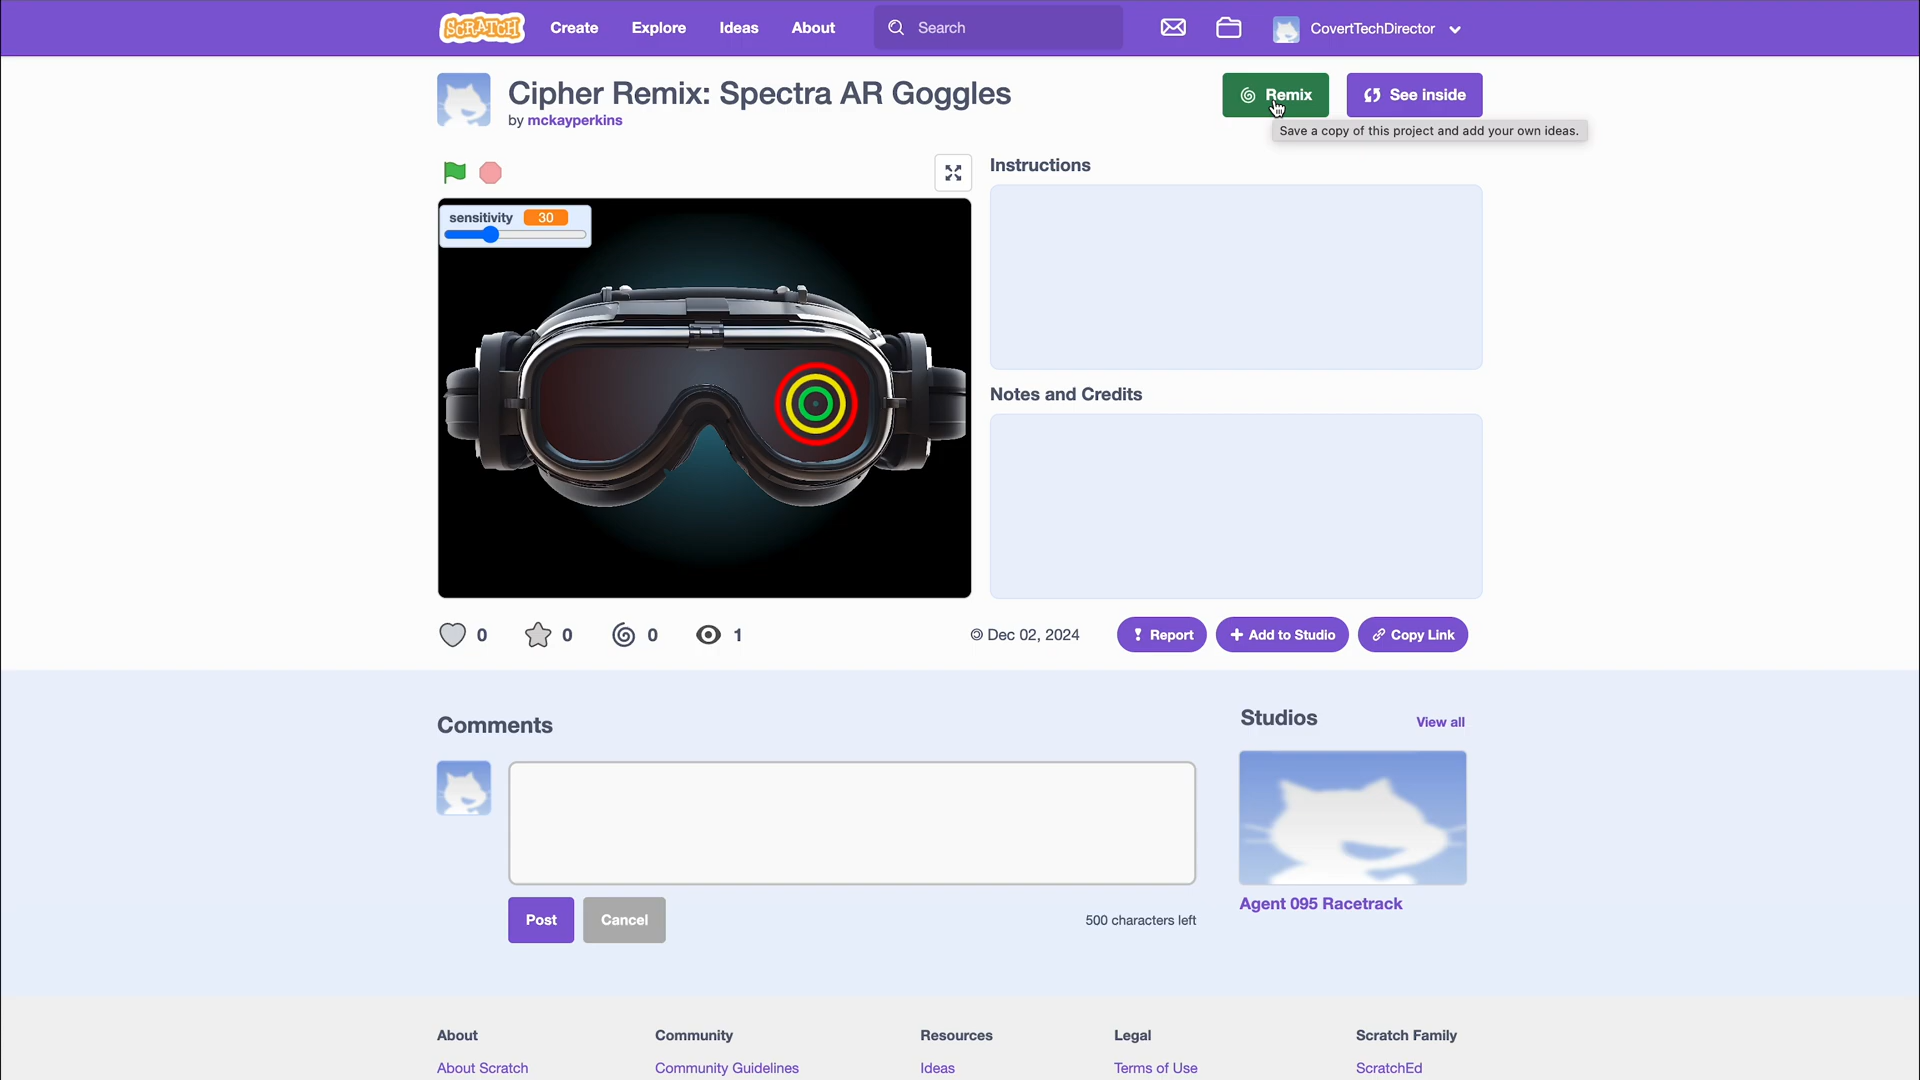 SCRATCH Create Explore Ideas About Search CovertTechDirector
Cipher Remix: Spectra AR Goggles
by mckayperkins
Remix See inside
Save a copy of this project and add your own ideas.
sensitivity 30
Instructions
Notes and Credits
0 0 0 1 © Dec 02, 2024 Report + Add to Studio Copy Link
Comments
Post Cancel 500 characters left
Studios View all
Agent 095 Racetrack
About Community Resources Legal Scratch Family
About Scratch Community Guidelines Ideas Terms of Use ScratchEd